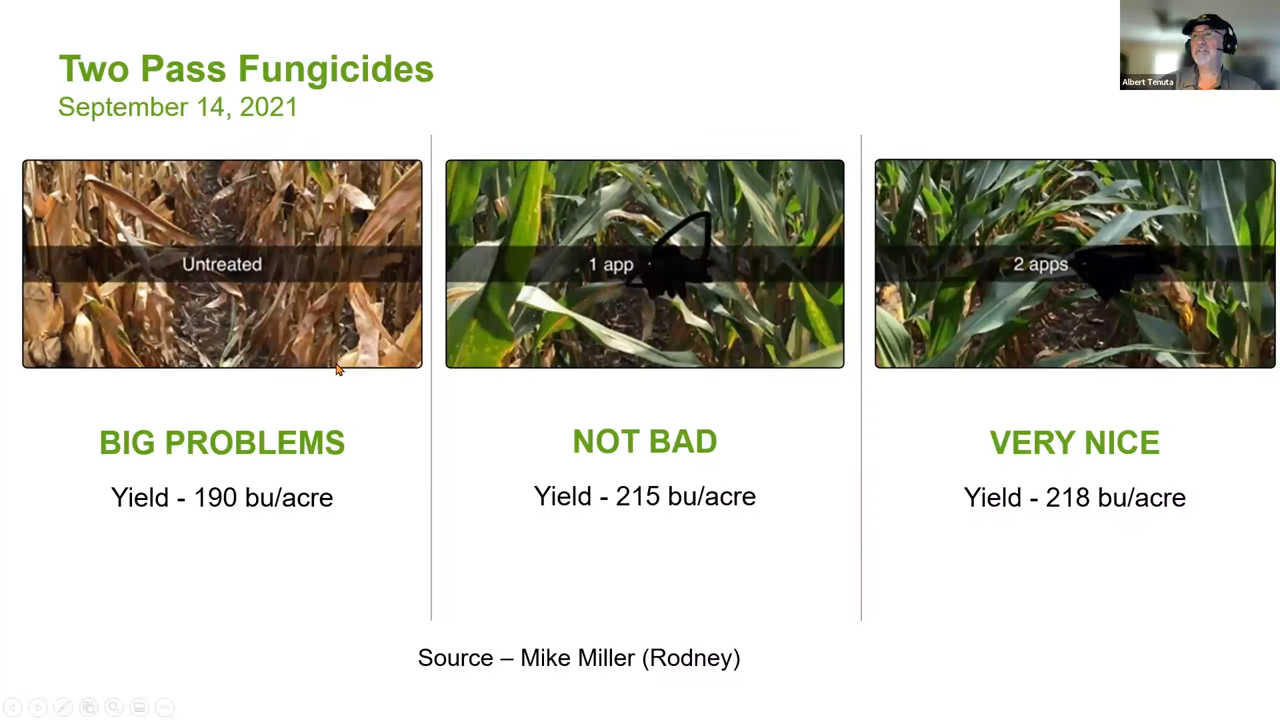 Two Pass Fungicides
September 14, 2021
Albert Tenuta
Untreated
1 app
2 apps
BIG PROBLEMS
NOT BAD
VERY NICE
Yield - 190 bu/acre
Yield - 215 bu/acre
Yield - 218 bu/acre
Source – Mike Miller (Rodney)